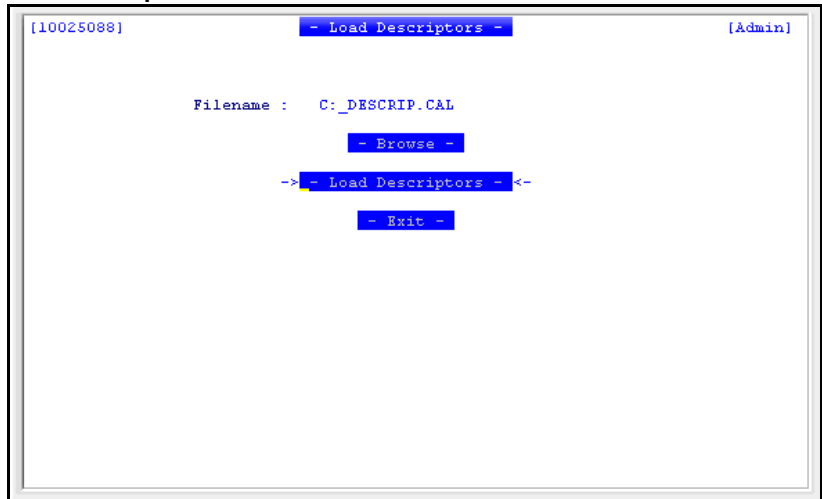 [10025088] - Load Descriptors - [Admin]
Filename : C:_DESCRIP.CAL
- Browse -
-> - Load Descriptors - <-
- Exit -